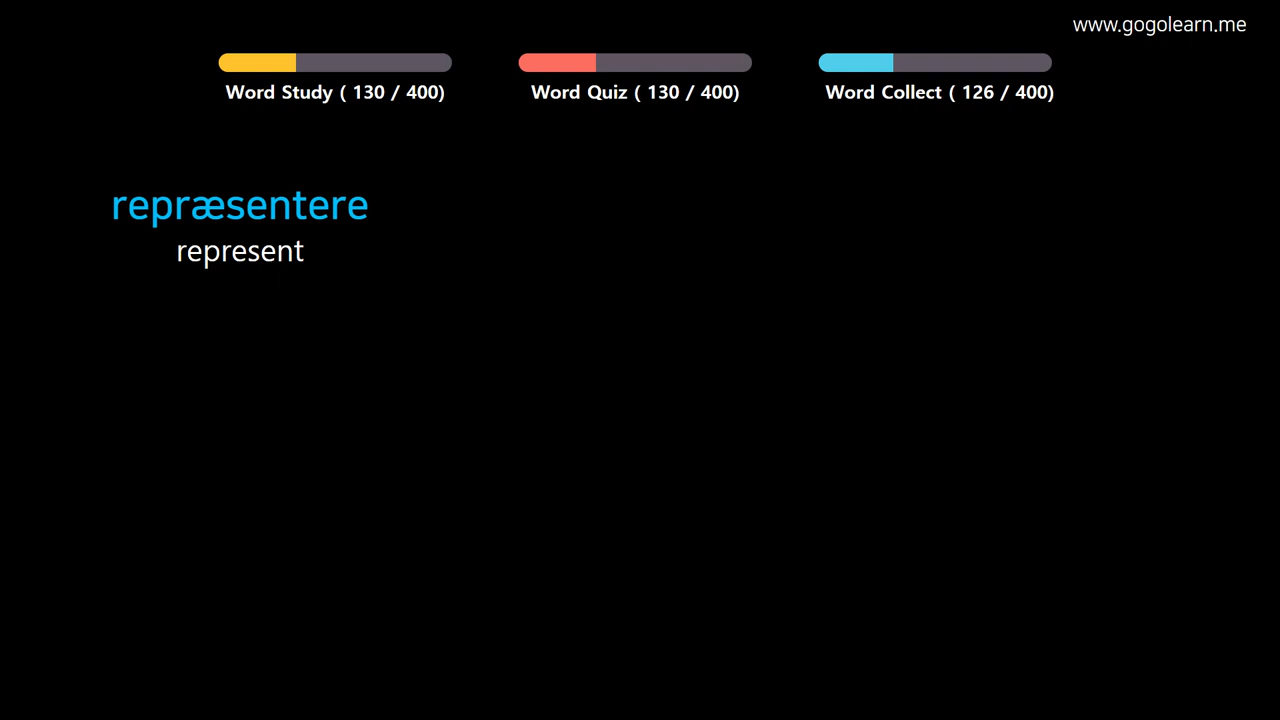 www.gogolearn.me
Word Study ( 130 / 400)
Word Quiz ( 130 / 400)
Word Collect ( 126 / 400)
repræsentere
represent